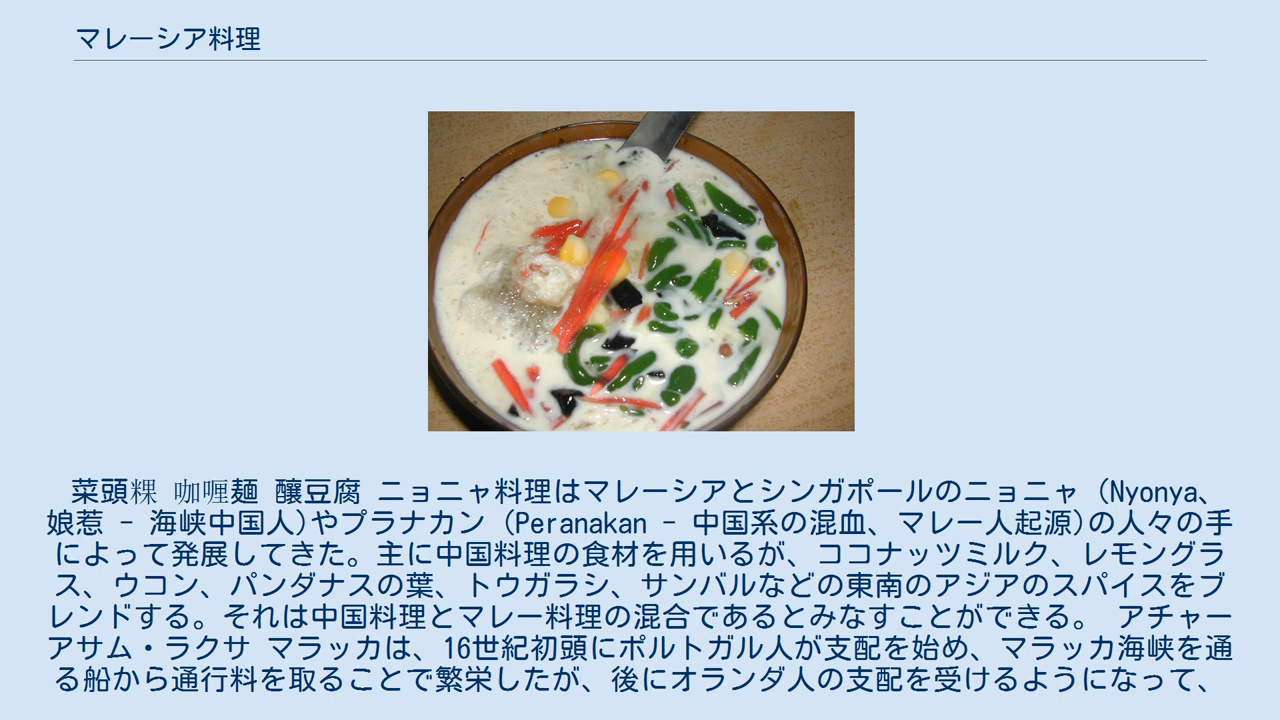 マレーシア料理
菜頭粿 咖喱麺 釀豆腐 ニョニャ料理はマレーシアとシンガポールのニョニャ (Nyonya、
娘惹 - 海峡中国人)やプラナカン (Peranakan - 中国系の混血、マレー人起源)の人々の手
によって発展してきた。主に中国料理の食材を用いるが、ココナッツミルク、レモングラ
ス、ウコン、パンダナスの葉、トウガラシ、サンバルなどの東南のアジアのスパイスをブ
レンドする。それは中国料理とマレー料理の混合であるとみなすことができる。 アチャー
アサム・ラクサ マラッカは、16世紀初頭にポルトガル人が支配を始め、マラッカ海峡を通
る船から通行料を取ることで繁栄したが、後にオランダ人の支配を受けるようになって、